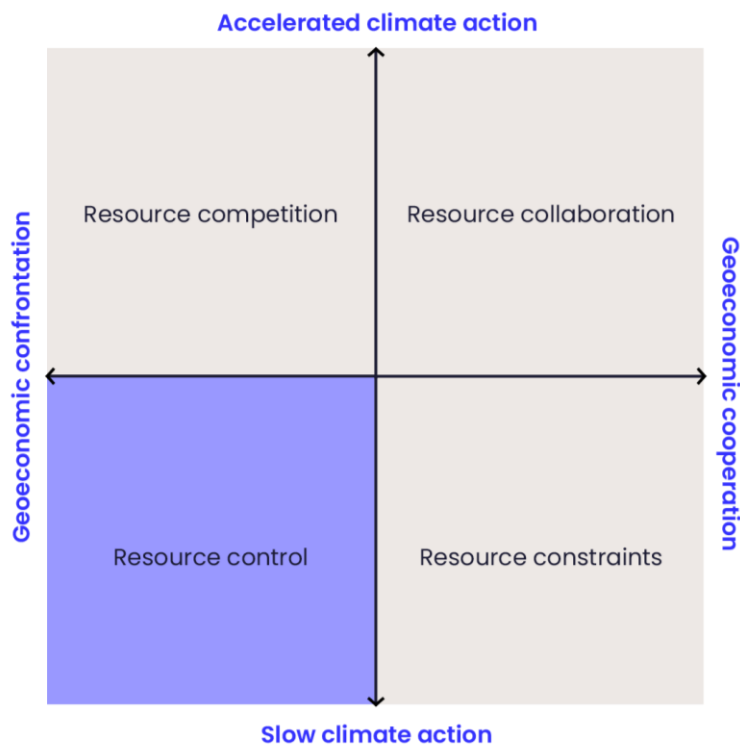 Accelerated climate action
Resource competition
Resource collaboration
Geoeconomic confrontation
Geoeconomic cooperation
Resource control
Resource constraints
Slow climate action